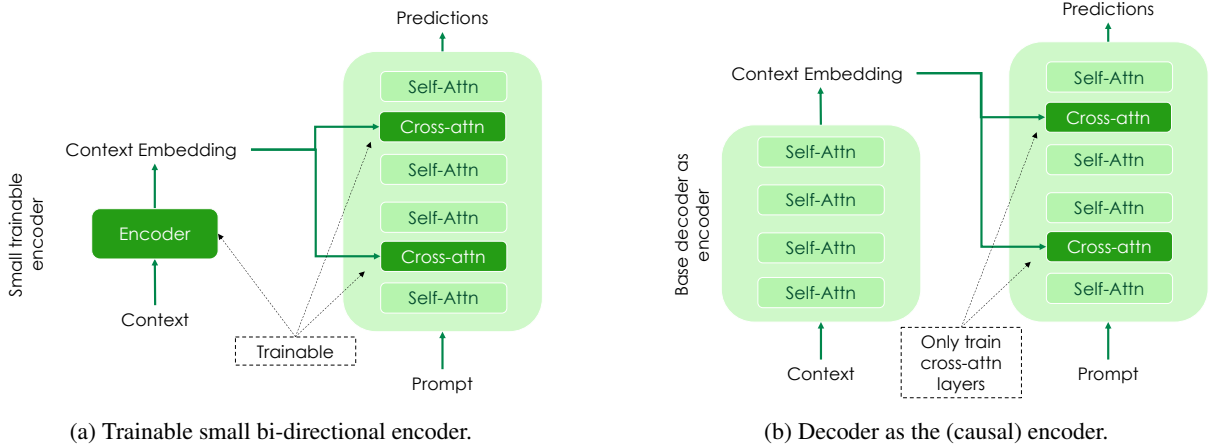 Predictions
Self-Attn
Cross-attn
Self-Attn
Self-Attn
Cross-attn
Self-Attn
Prompt
Context Embedding
Encoder
Context
Trainable
Small trainable
encoder
(a) Trainable small bi-directional encoder.
Predictions
Self-Attn
Cross-attn
Self-Attn
Self-Attn
Cross-attn
Self-Attn
Prompt
Context Embedding
Self-Attn
Self-Attn
Self-Attn
Self-Attn
Context
Only train
cross-attn
layers
Base decoder as
encoder
(b) Decoder as the (causal) encoder.